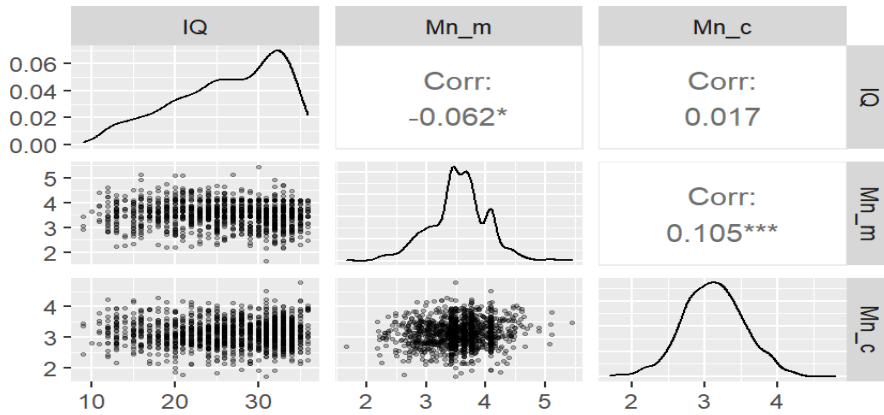 IQ Mn_m Mn_c
0.06
0.04
0.02
0.00
Corr:
-0.062*
Corr:
0.017
IQ
5
4
3
2
Corr:
0.105***
Mn_m
4
3
2
Mn_c
10 20 30 2 3 4 5 2 3 4